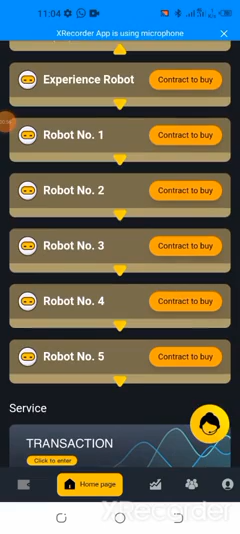 11:04
XRecorder App is using microphone
Experience Robot
Contract to buy
Robot No. 1
Contract to buy
Robot No. 2
Contract to buy
Robot No. 3
Contract to buy
Robot No. 4
Contract to buy
Robot No. 5
Contract to buy
Service
TRANSACTION
Click to enter
Home page
XRecorder